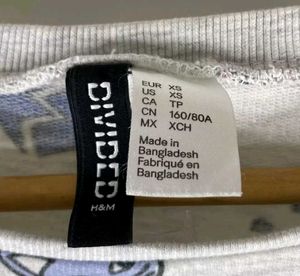 DIVIDED
H&M
EUR XS
US XS
CA TP
CN 160/80A
MX XCH
Made in
Bangladesh
Fabriqué en
Bangladesh